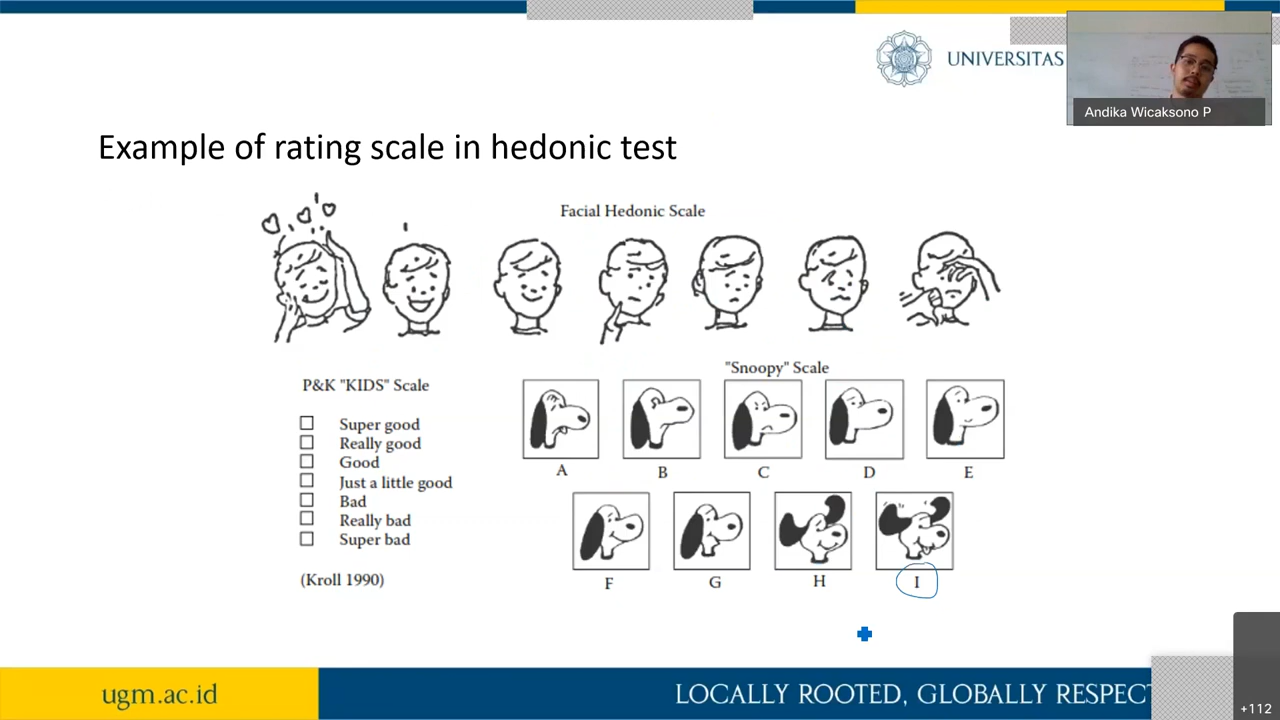 UNIVERSITAS
Andika Wicaksono P
Example of rating scale in hedonic test
Facial Hedonic Scale
P&K "KIDS" Scale
Super good
Really good
Good
Just a little good
Bad
Really bad
Super bad
(Kroll 1990)
"Snoopy" Scale
A B C D E
F G H I
ugm.ac.id
LOCALLY ROOTED, GLOBALLY RESPEC
+112